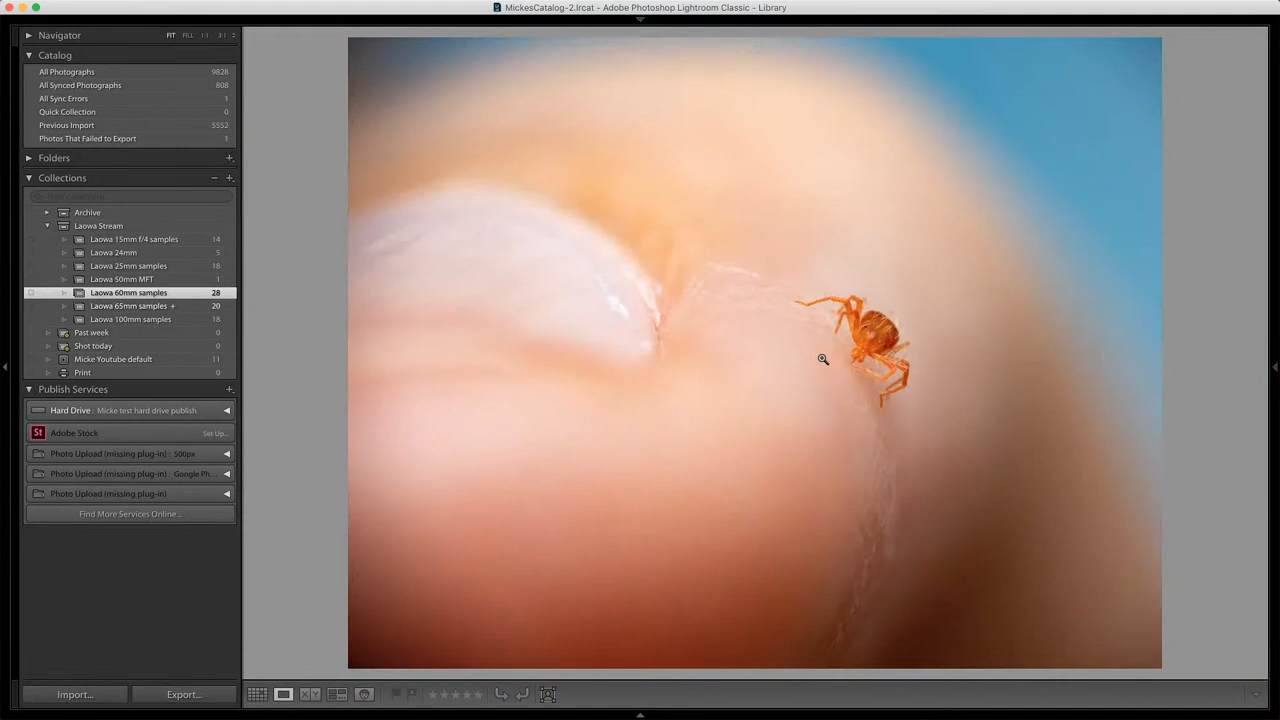 MickesCatalog-2.lrcat - Adobe Photoshop Lightroom Classic - Library
Navigator FIT FILL 1:1 3:1
Catalog
All Photographs 9828
All Synced Photographs 808
All Sync Errors 1
Quick Collection 0
Previous Import 5552
Photos That Failed to Export 1
Folders
Collections
Archive
Laowa Stream
Laowa 15mm f/4 samples 14
Laowa 24mm 5
Laowa 25mm samples 18
Laowa 50mm MFT 1
Laowa 60mm samples 28
Laowa 65mm samples + 20
Laowa 100mm samples 18
Past week 0
Shot today 0
Micke Youtube default 11
Print 0
Publish Services
Hard Drive : Micke test hard drive publish
St Adobe Stock Set Up...
Photo Upload (missing plug-in) : 500px
Photo Upload (missing plug-in) : Google Ph...
Photo Upload (missing plug-in)
Find More Services Online...
Import... Export...
XY